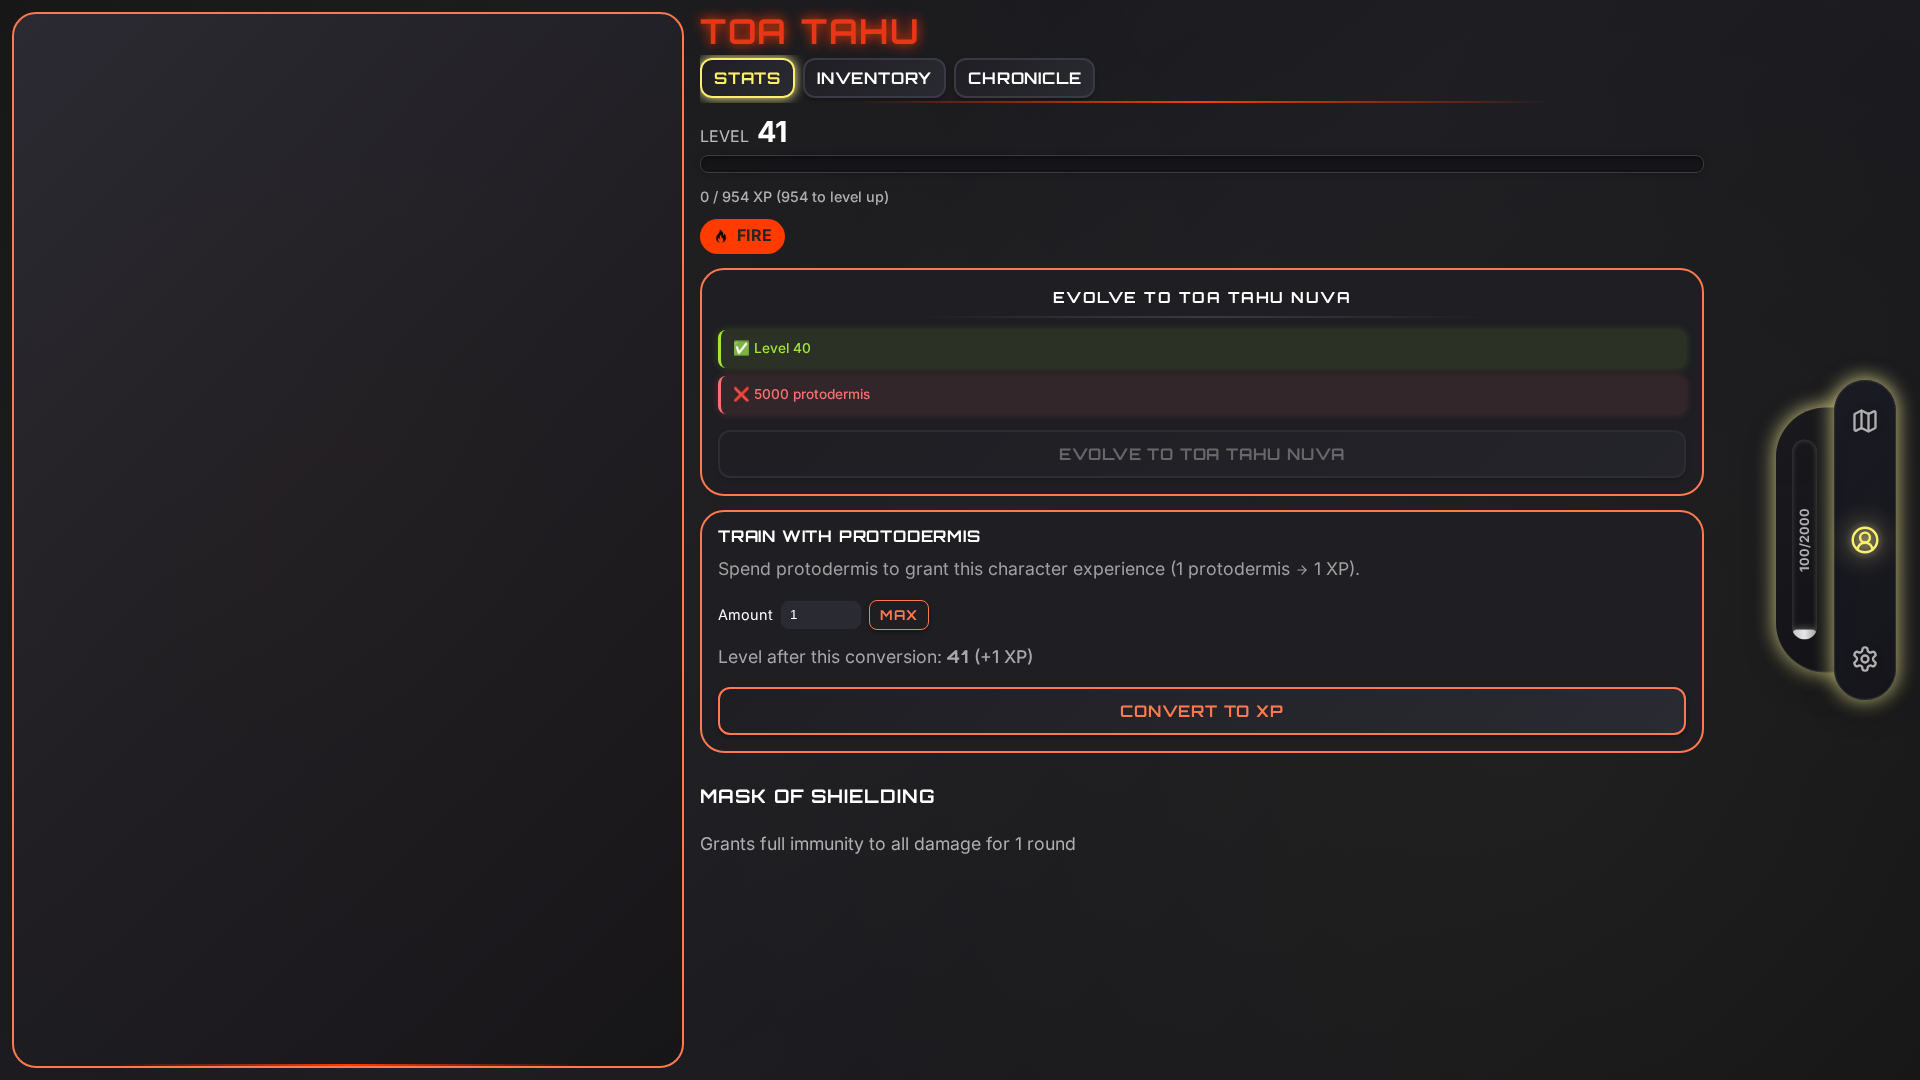 TOA TAHU
STATS
INVENTORY
CHRONICLE
LEVEL 41
0 / 954 XP (954 to level up)
FIRE
EVOLVE TO TOA TAHU NUVA
✅ Level 40
❌ 5000 protodermis
EVOLVE TO TOA TAHU NUVA
TRAIN WITH PROTODERMIS
Spend protodermis to grant this character experience (1 protodermis → 1 XP).
Amount 1 MAX
Level after this conversion: 41 (+1 XP)
CONVERT TO XP
MASK OF SHIELDING
Grants full immunity to all damage for 1 round
100/2000